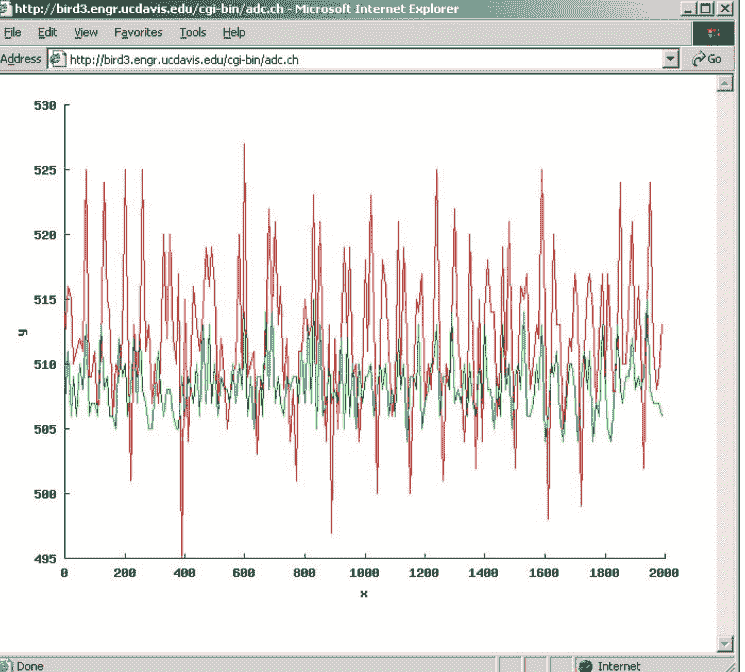 http://bird3.engr.ucdavis.edu/cgi-bin/adc.ch - Microsoft Internet Explorer
File Edit View Favorites Tools Help
Address http://bird3.engr.ucdavis.edu/cgi-bin/adc.ch Go
530
525
520
515
y
510
505
500
495
0 200 400 600 800 1000 1200 1400 1600 1800 2000
x
Done Internet